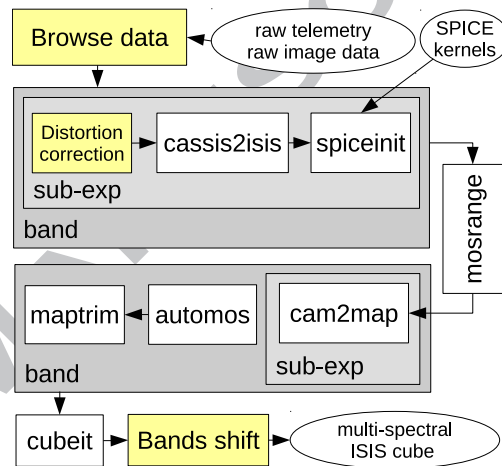 Browse data
raw telemetry
raw image data
SPICE
kernels
Distortion
correction
cassis2isis
spiceinit
sub-exp
band
mosrange
maptrim
automos
cam2map
sub-exp
band
cubeit
Bands shift
multi-spectral
ISIS cube